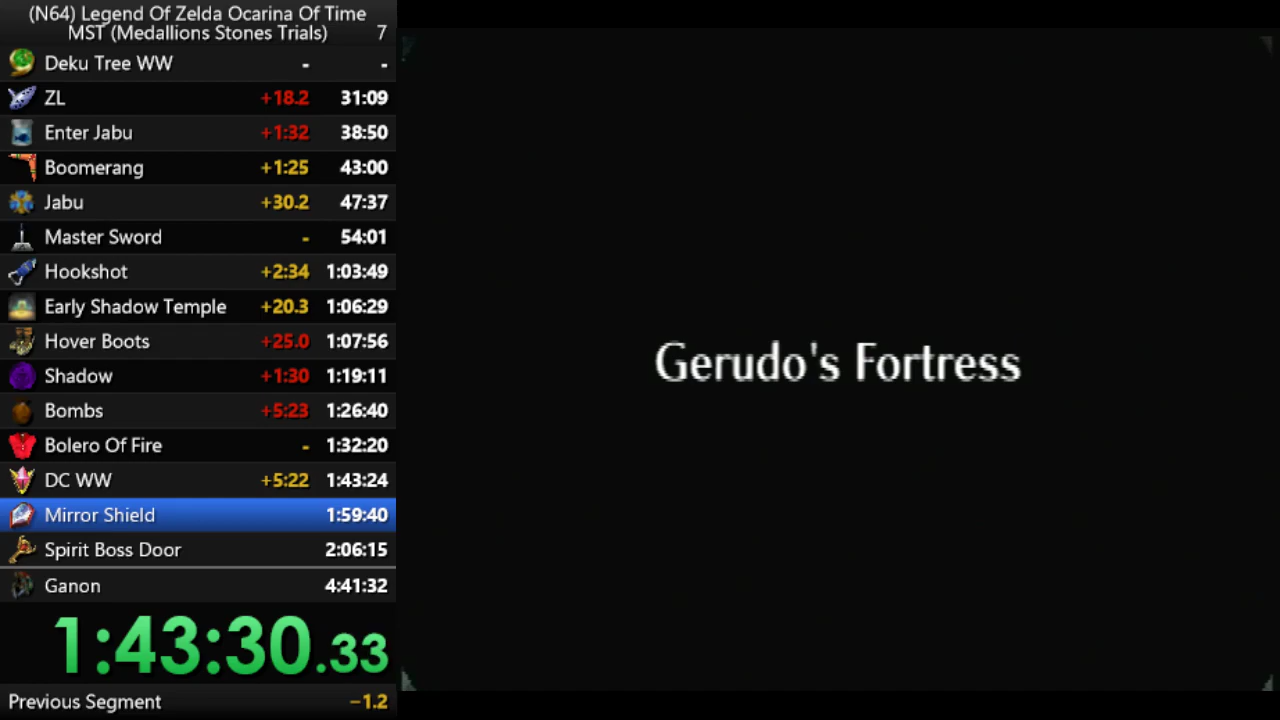 (N64) Legend Of Zelda Ocarina Of Time
MST (Medallions Stones Trials) 7
Deku Tree WW - -
ZL +18.2 31:09
Enter Jabu +1:32 38:50
Boomerang +1:25 43:00
Jabu +30.2 47:37
Master Sword - 54:01
Hookshot +2:34 1:03:49
Early Shadow Temple +20.3 1:06:29
Hover Boots +25.0 1:07:56
Shadow +1:30 1:19:11
Bombs +5:23 1:26:40
Bolero Of Fire - 1:32:20
DC WW +5:22 1:43:24
Mirror Shield 1:59:40
Spirit Boss Door 2:06:15
Ganon 4:41:32
1:43:30.33
Previous Segment −1.2
Gerudo's Fortress